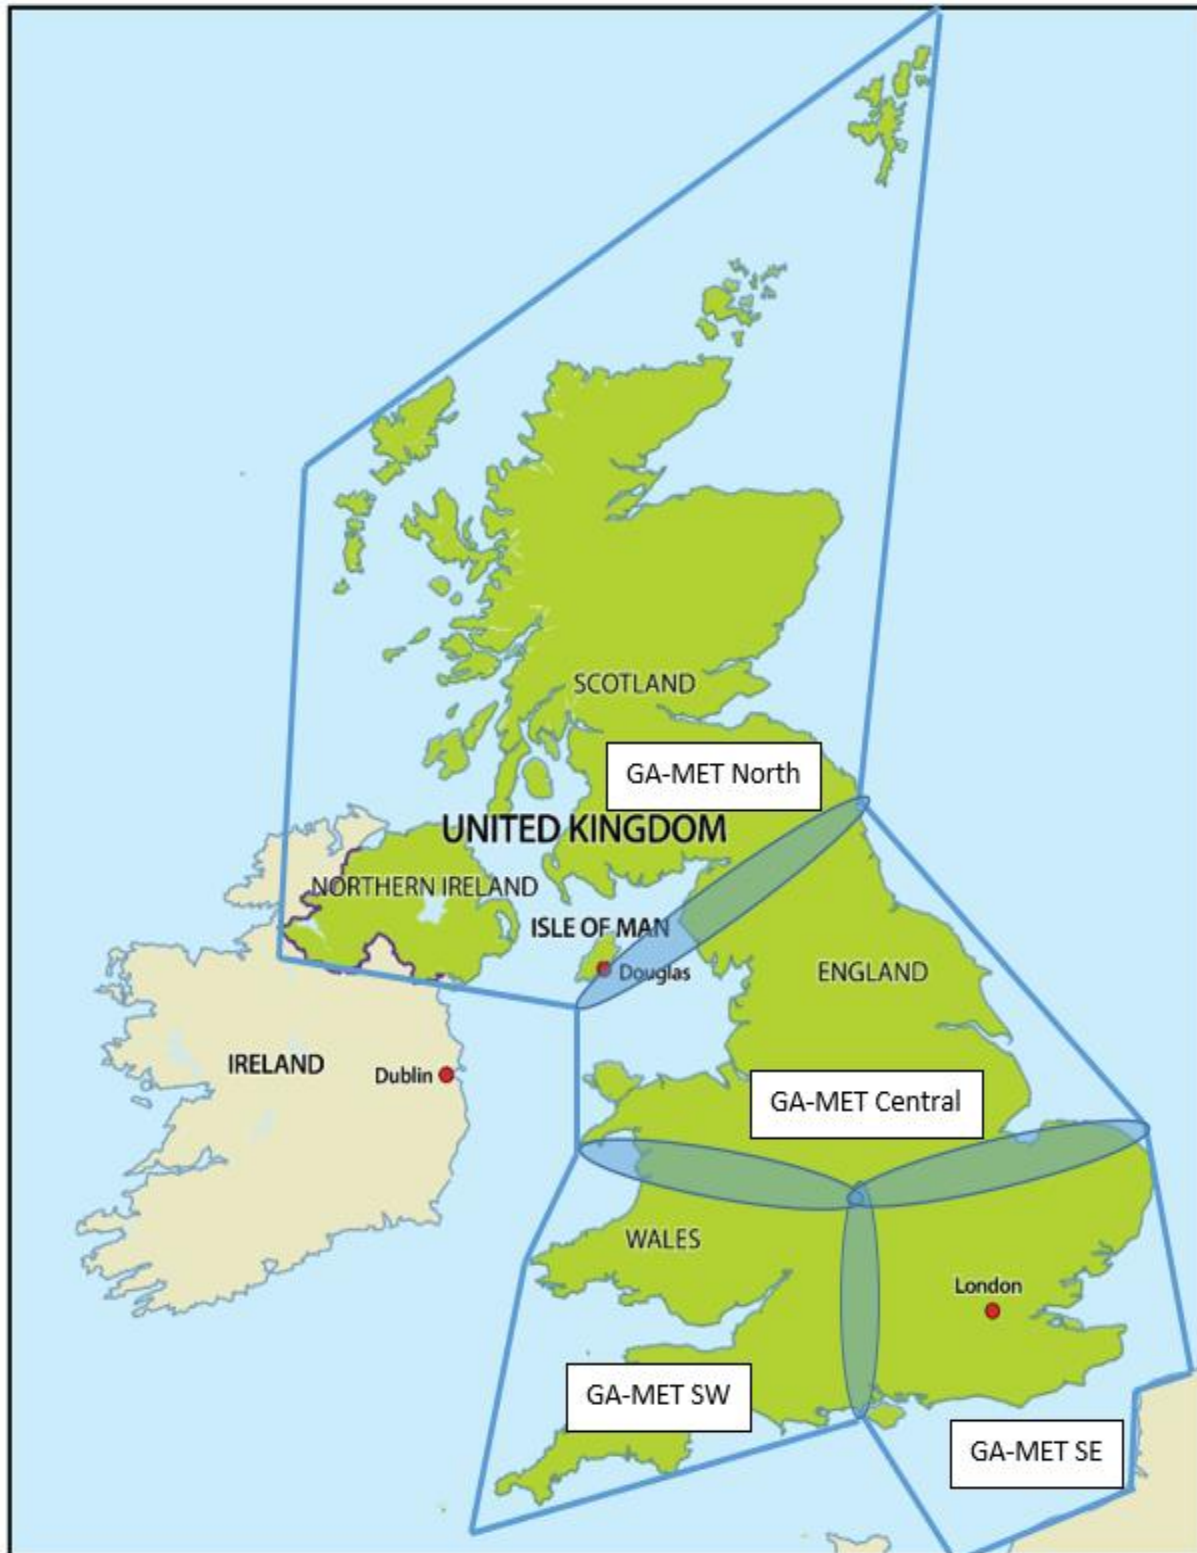 SCOTLAND
GA-MET North
UNITED KINGDOM
NORTHERN IRELAND
ISLE OF MAN
Douglas
ENGLAND
IRELAND
Dublin
GA-MET Central
WALES
London
GA-MET SW
GA-MET SE